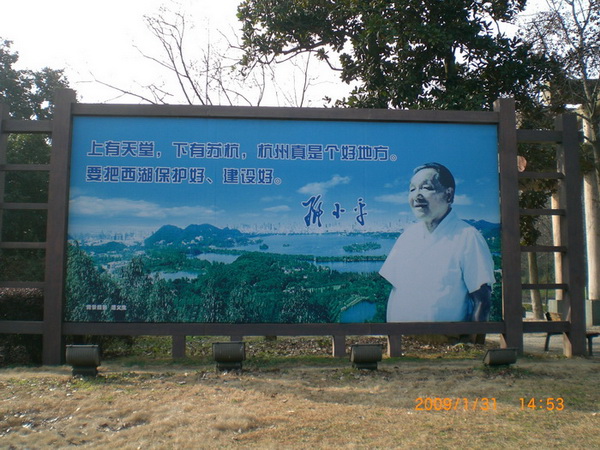 上有天堂，下有苏杭，杭州真是个好地方。
要把西湖保护好、建设好。
邓小平
2009/1/31 14:53